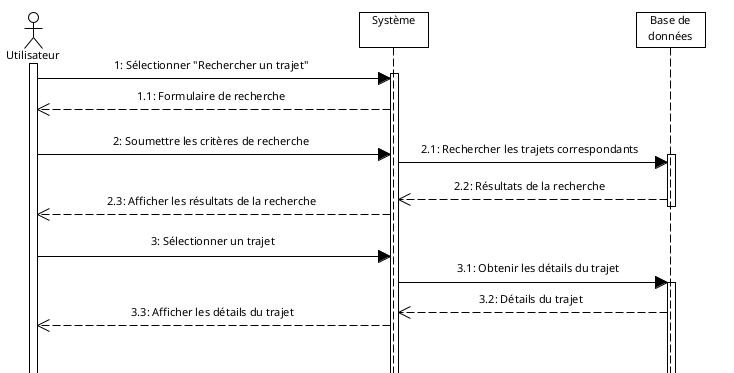 Utilisateur
Système
Base de
données
1: Sélectionner "Rechercher un trajet"
1.1: Formulaire de recherche
2: Soumettre les critères de recherche
2.1: Rechercher les trajets correspondants
2.2: Résultats de la recherche
2.3: Afficher les résultats de la recherche
3: Sélectionner un trajet
3.1: Obtenir les détails du trajet
3.2: Détails du trajet
3.3: Afficher les détails du trajet